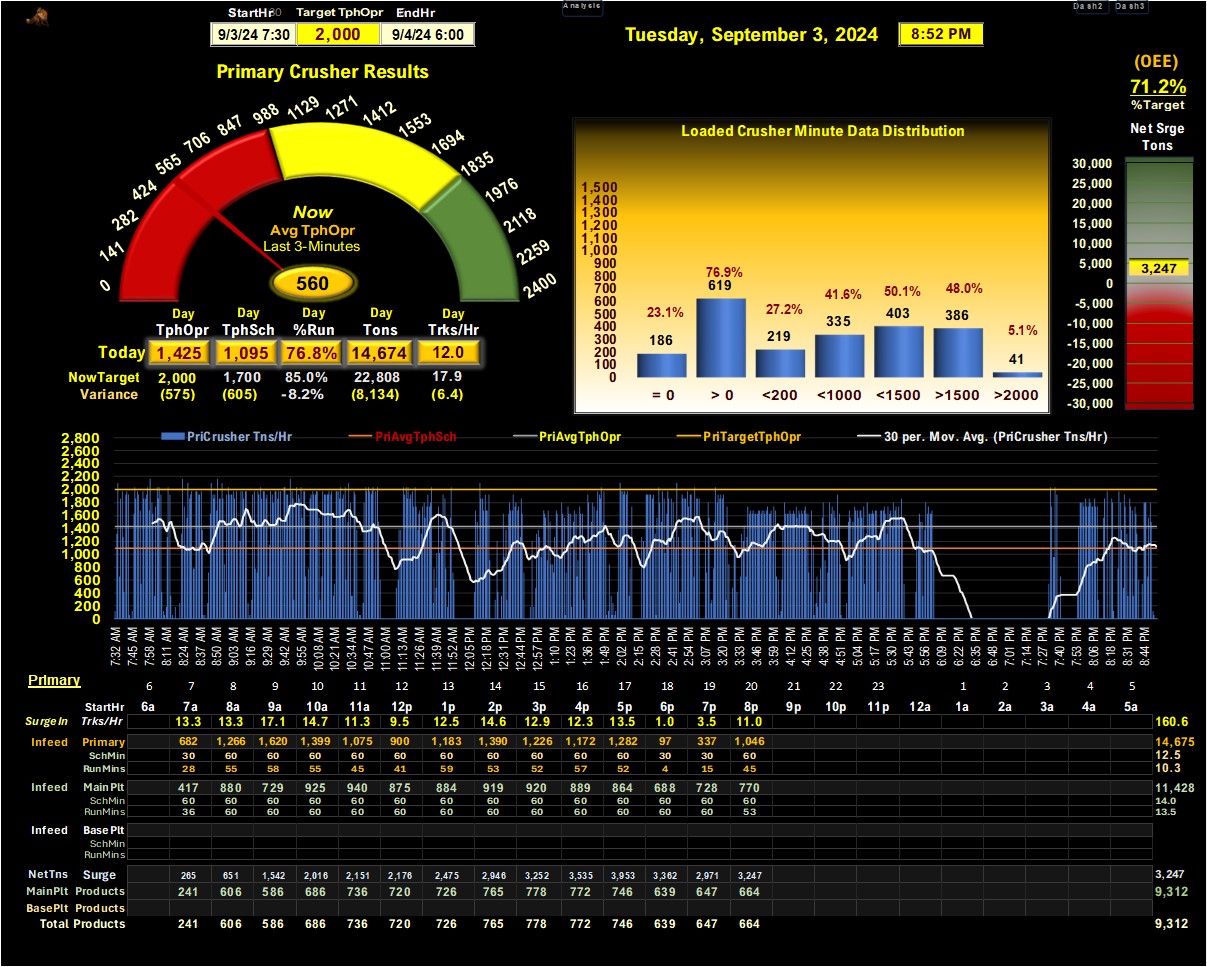 Analysis
Dash2 Dash3
StartHr Target TphOpr EndHr
9/3/24 7:30 2,000 9/4/24 6:00
Tuesday, September 3, 2024 8:52 PM
Primary Crusher Results
(OEE)
71.2%
%Target
Net Srge
Tons
0 141 282 424 565 706 847 988 1129 1271 1412 1553 1694 1835 1976 2118 2259 2400
Now
Avg TphOpr
Last 3-Minutes
560
Day Day Day Day Day
TphOpr TphSch %Run Tons Trks/Hr
Today 1,425 1,095 76.8% 14,674 12.0
NowTarget 2,000 1,700 85.0% 22,808 17.9
Variance (575) (605) -8.2% (8,134) (6.4)
Loaded Crusher Minute Data Distribution
1,500
1,400
1,300
1,200
1,100
1,000
900
800
700
600
500
400
300
200
100
0
23.1% 76.9% 27.2% 41.6% 50.1% 48.0% 5.1%
186 619 219 335 403 386 41
= 0 > 0 <200 <1000 <1500 >1500 >2000
30,000
25,000
20,000
15,000
10,000
5,000
0
-5,000
-10,000
-15,000
-20,000
-25,000
-30,000
3,247
PriCrusher Tns/Hr PriAvgTphSch PriAvgTphOpr PriTargetTphOpr 30 per. Mov. Avg. (PriCrusher Tns/Hr)
2,800
2,600
2,400
2,200
2,000
1,800
1,600
1,400
1,200
1,000
800
600
400
200
0
7:32 AM 7:45 AM 7:58 AM 8:11 AM 8:24 AM 8:37 AM 8:50 AM 9:03 AM 9:16 AM 9:29 AM 9:42 AM 9:55 AM 10:08 AM 10:21 AM 10:34 AM 10:47 AM 11:00 AM 11:13 AM 11:26 AM 11:39 AM 11:52 AM 12:05 PM 12:18 PM 12:31 PM 12:44 PM 12:57 PM 1:10 PM 1:23 PM 1:36 PM 1:49 PM 2:02 PM 2:15 PM 2:28 PM 2:41 PM 2:54 PM 3:07 PM 3:20 PM 3:33 PM 3:46 PM 3:59 PM 4:12 PM 4:25 PM 4:38 PM 4:51 PM 5:04 PM 5:17 PM 5:30 PM 5:43 PM 5:56 PM 6:09 PM 6:22 PM 6:35 PM 6:48 PM 7:01 PM 7:14 PM 7:27 PM 7:40 PM 7:53 PM 8:06 PM 8:18 PM 8:31 PM 8:44 PM
Primary
6 7 8 9 10 11 12 13 14 15 16 17 18 19 20 21 22 23 1 2 3 4 5
StartHr 6a 7a 8a 9a 10a 11a 12p 1p 2p 3p 4p 5p 6p 7p 8p 9p 10p 11p 12a 1a 2a 3a 4a 5a
SurgeIn Trks/Hr 13.3 13.3 17.1 14.7 11.3 9.5 12.5 14.6 12.9 12.3 13.5 1.0 3.5 11.0 160.6
Infeed Primary 682 1,266 1,620 1,399 1,075 900 1,183 1,390 1,226 1,172 1,282 97 337 1,046 14,675
SchMin 30 60 60 60 60 60 60 60 60 60 60 30 30 60 12.5
RunMins 28 55 58 55 45 41 59 53 52 57 52 4 15 45 10.3
Infeed MainPlt 417 880 729 925 940 875 884 919 920 889 864 688 728 770 11,428
SchMin 60 60 60 60 60 60 60 60 60 60 60 60 60 60 14.0
RunMins 36 60 60 60 60 60 60 60 60 60 60 60 60 53 13.5
Infeed Base Plt
SchMin
RunMins
NetTns Surge 265 651 1,542 2,016 2,151 2,176 2,475 2,946 3,252 3,535 3,953 3,362 2,971 3,247 3,247
MainPlt Products 241 606 586 686 736 720 726 765 778 772 746 639 647 664 9,312
BasePlt Products
Total Products 241 606 586 686 736 720 726 765 778 772 746 639 647 664 9,312